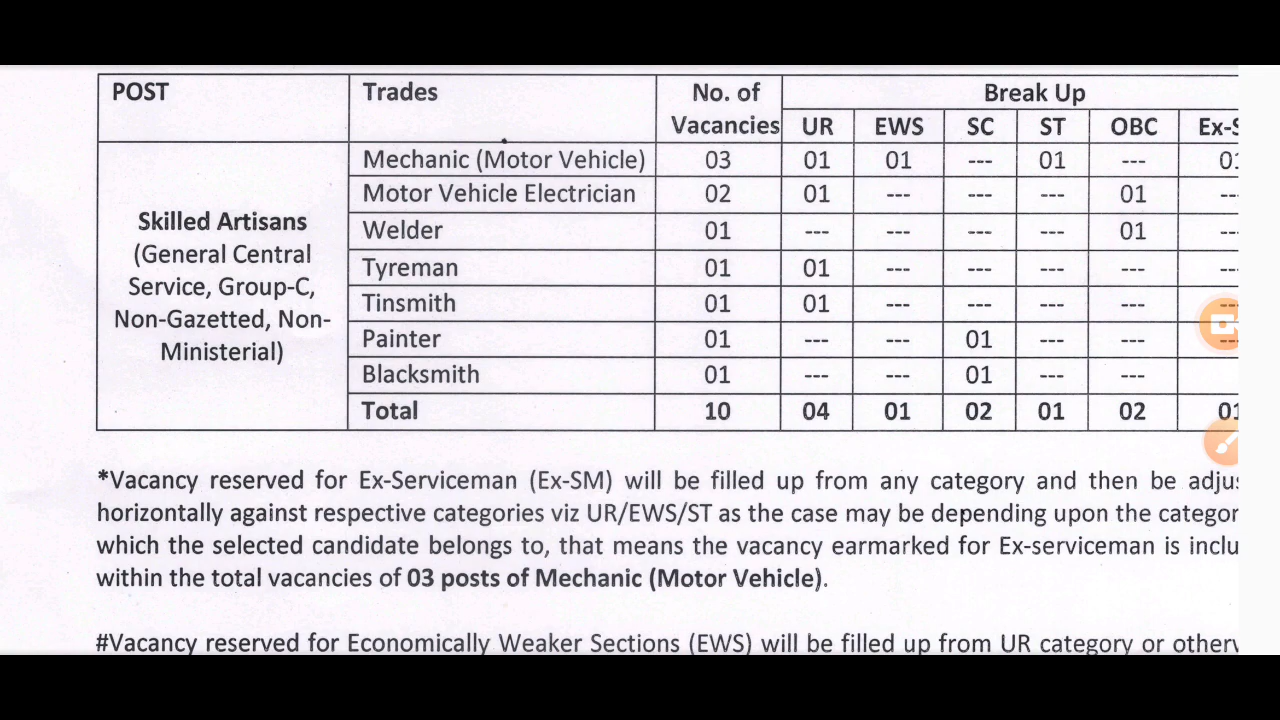 POST Trades No. of Vacancies Break Up
UR EWS SC ST OBC
Skilled Artisans
(General Central
Service, Group-C,
Non-Gazetted, Non-
Ministerial)
Mechanic (Motor Vehicle) 03 01 01 --- 01 ---
Motor Vehicle Electrician 02 01 --- --- --- 01 ---
Welder 01 --- --- --- --- 01 ---
Tyreman 01 01 --- --- --- --- ---
Tinsmith 01 01 --- --- --- --- ---
Painter 01 --- --- 01 --- --- ---
Blacksmith 01 --- --- 01 --- ---
Total 10 04 01 02 01 02
*Vacancy reserved for Ex-Serviceman (Ex-SM) will be filled up from any category and then be
horizontally against respective categories viz UR/EWS/ST as the case may be depending upon the
which the selected candidate belongs to, that means the vacancy earmarked for Ex-serviceman is
within the total vacancies of 03 posts of Mechanic (Motor Vehicle).
#Vacancy reserved for Economically Weaker Sections (EWS) will be filled up from UR category or